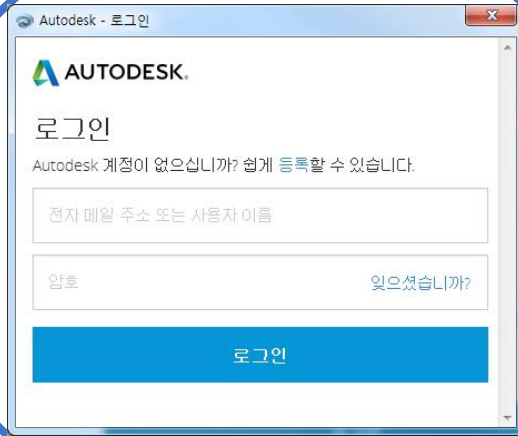 Autodesk - 로그인
AUTODESK.
로그인
Autodesk 계정이 없으십니까? 쉽게 등록할 수 있습니다.
전자 메일 주소 또는 사용자 이름
암호 잊으셨습니까?
로그인